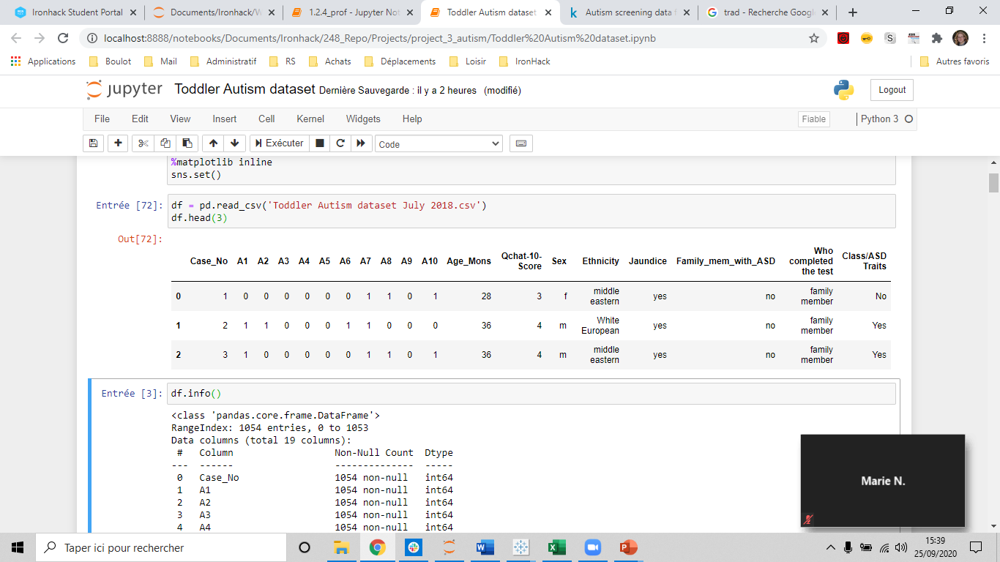 Ironhack Student Portal
Documents/Ironhack/W
1.2.4_prof - Jupyter Not
Toddler Autism dataset
Autism screening data f
trad - Recherche Google
localhost:8888/notebooks/Documents/Ironhack/248_Repo/Projects/project_3_autism/Toddler%20Autism%20dataset.ipynb
Applications Boulot Mail Administratif RS Achats Déplacements Loisir IronHack Autres favoris
jupyter Toddler Autism dataset Dernière Sauvegarde : il y a 2 heures (modifié) Logout
File Edit View Insert Cell Kernel Widgets Help Fiable Python 3
Exécuter Code
%matplotlib inline
sns.set()
Entrée [72]: df = pd.read_csv('Toddler Autism dataset July 2018.csv')
df.head(3)
Out[72]:
Case_No A1 A2 A3 A4 A5 A6 A7 A8 A9 A10 Age_Mons Qchat-10-Score Sex Ethnicity Jaundice Family_mem_with_ASD Who completed the test Class/ASD Traits
0 1 0 0 0 0 0 0 1 1 0 1 28 3 f middle eastern yes no family member No
1 2 1 1 0 0 0 1 1 0 0 0 36 4 m White European yes no family member Yes
2 3 1 0 0 0 0 0 1 1 0 1 36 4 m middle eastern yes no family member Yes
Entrée [3]: df.info()
<class 'pandas.core.frame.DataFrame'>
RangeIndex: 1054 entries, 0 to 1053
Data columns (total 19 columns):
# Column Non-Null Count Dtype
--- ------ -------------- -----
0 Case_No 1054 non-null int64
1 A1 1054 non-null int64
2 A2 1054 non-null int64
3 A3 1054 non-null int64
4 A4 1054 non-null int64
Marie N.
Taper ici pour rechercher
15:39
25/09/2020